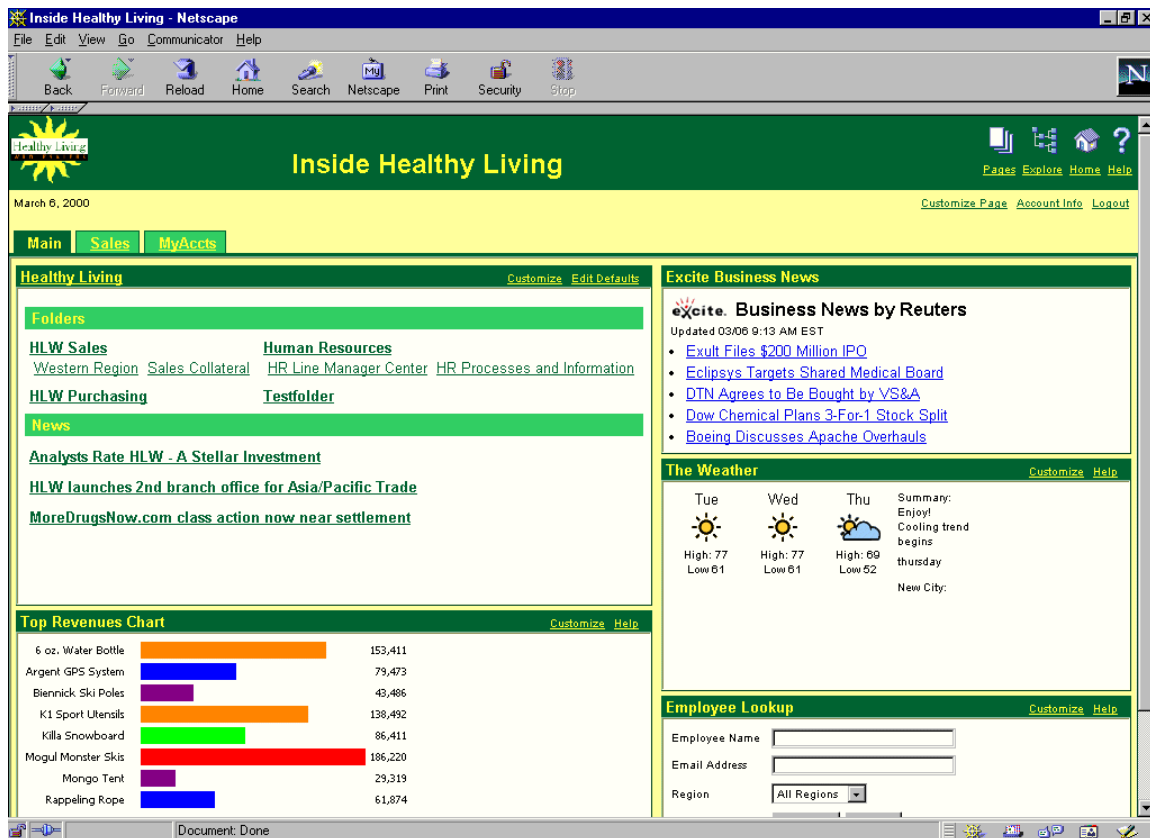 Inside Healthy Living - Netscape
File Edit View Go Communicator Help
Back Forward Reload Home Search Netscape Print Security Stop
My
N
Healthy Living
Inside Healthy Living
Pages Explore Home Help
March 6, 2000
Customize Page Account Info Logout
Main Sales MyAccts
Healthy Living
Customize Edit Defaults
Folders
HLW Sales
Western Region Sales Collateral
Human Resources
HR Line Manager Center HR Processes and Information
HLW Purchasing
Testfolder
News
Analysts Rate HLW - A Stellar Investment
HLW launches 2nd branch office for Asia/Pacific Trade
MoreDrugsNow.com class action now near settlement
Top Revenues Chart
Customize Help
6 oz. Water Bottle 153,411
Argent GPS System 79,473
Biennick Ski Poles 43,486
K1 Sport Utensils 138,492
Killa Snowboard 86,411
Mogul Monster Skis 186,220
Mongo Tent 29,319
Rappeling Rope 61,874
Excite Business News
excite. Business News by Reuters
Updated 03/06 9:13 AM EST
• Exult Files $200 Million IPO
• Eclipsys Targets Shared Medical Board
• DTN Agrees to Be Bought by VS&A
• Dow Chemical Plans 3-For-1 Stock Split
• Boeing Discusses Apache Overhauls
The Weather
Customize Help
Tue Wed Thu
High: 77 High: 77 High: 69
Low 61 Low 61 Low 52
Summary:
Enjoy!
Cooling trend
begins
thursday
New City:
Employee Lookup
Customize Help
Employee Name
Email Address
Region All Regions
Document: Done